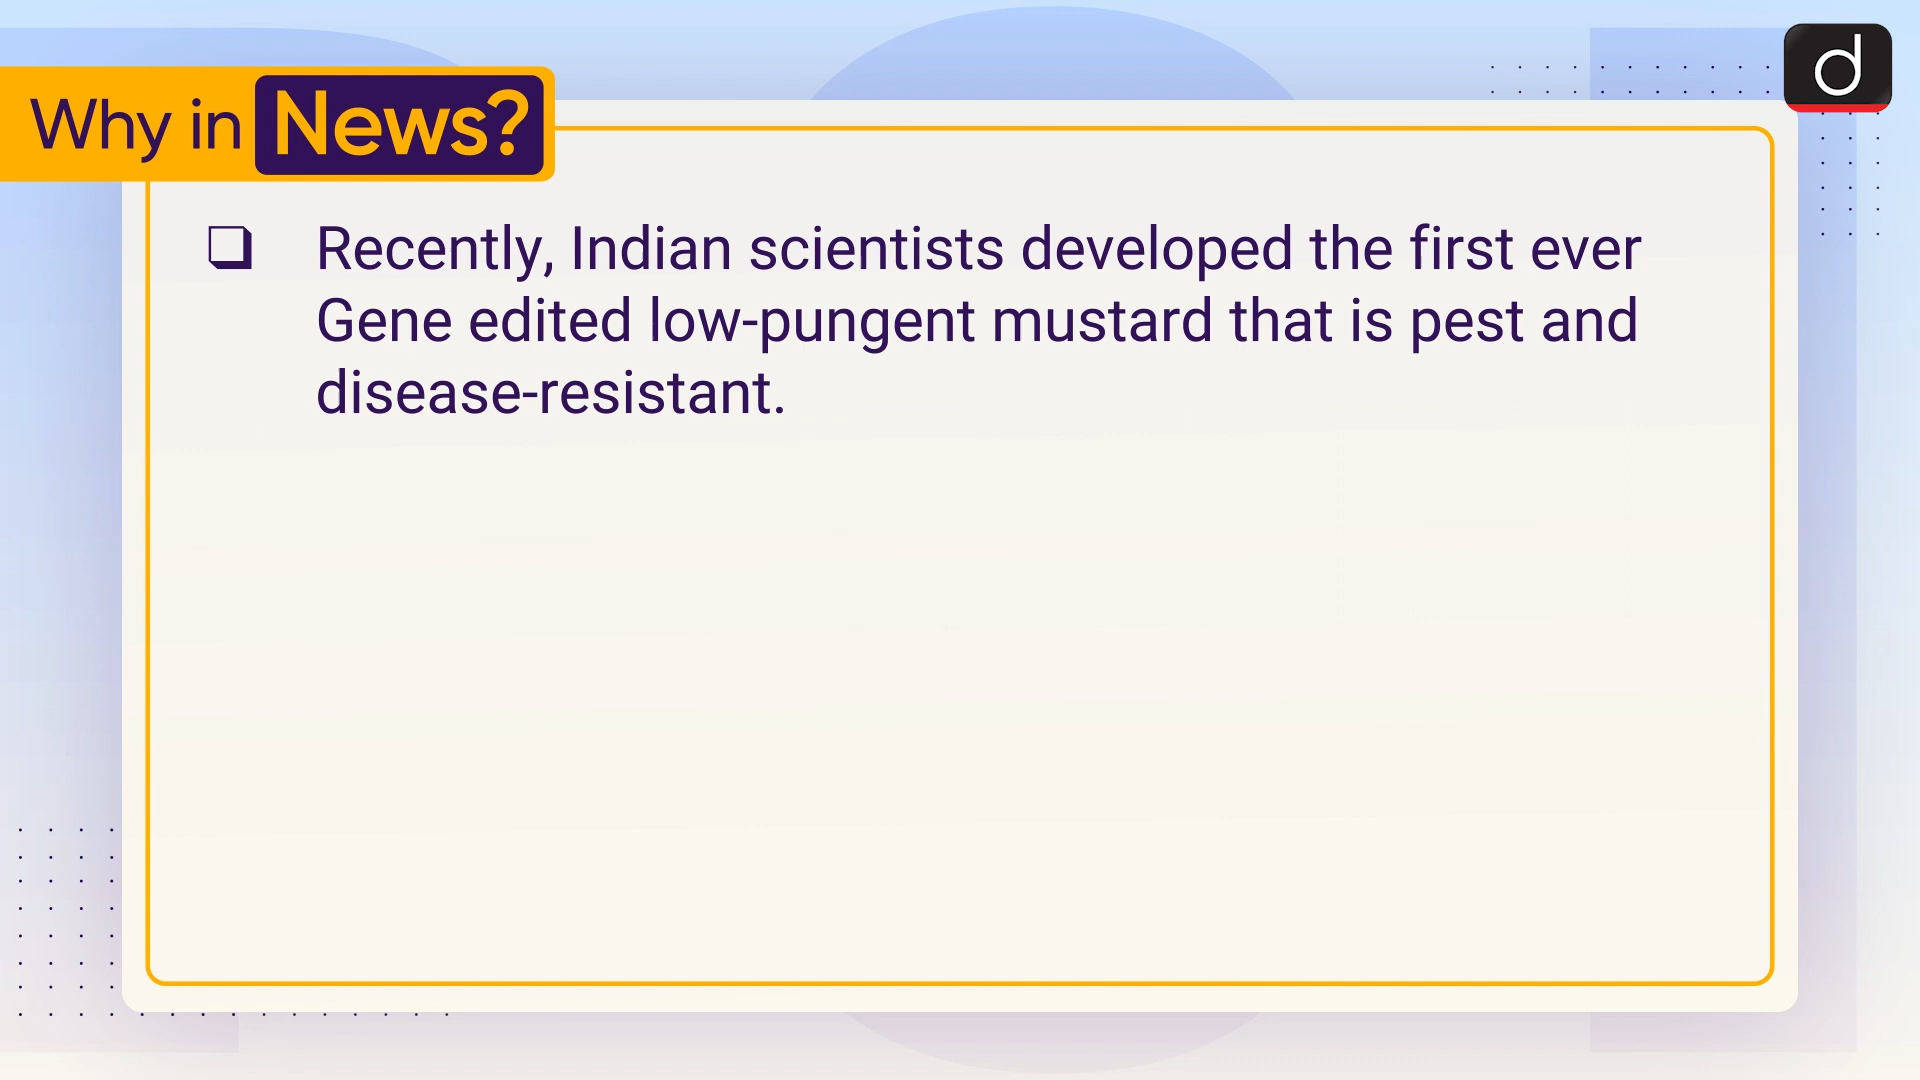 Why in News?
❑ Recently, Indian scientists developed the first ever
Gene edited low-pungent mustard that is pest and
disease-resistant.
d